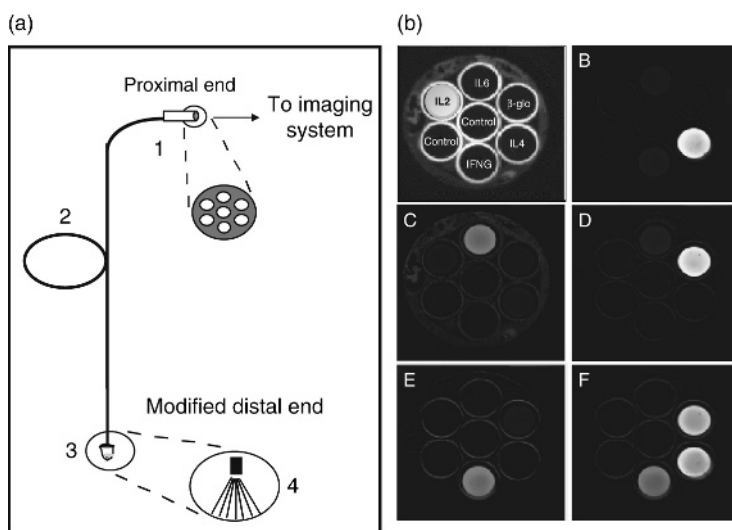 (a)
Proximal end
To imaging
system
1
2
Modified distal end
3
4
(b)
IL6
IL2
β-glo
Control
Control
IL4
IFNG
B
C
D
E
F